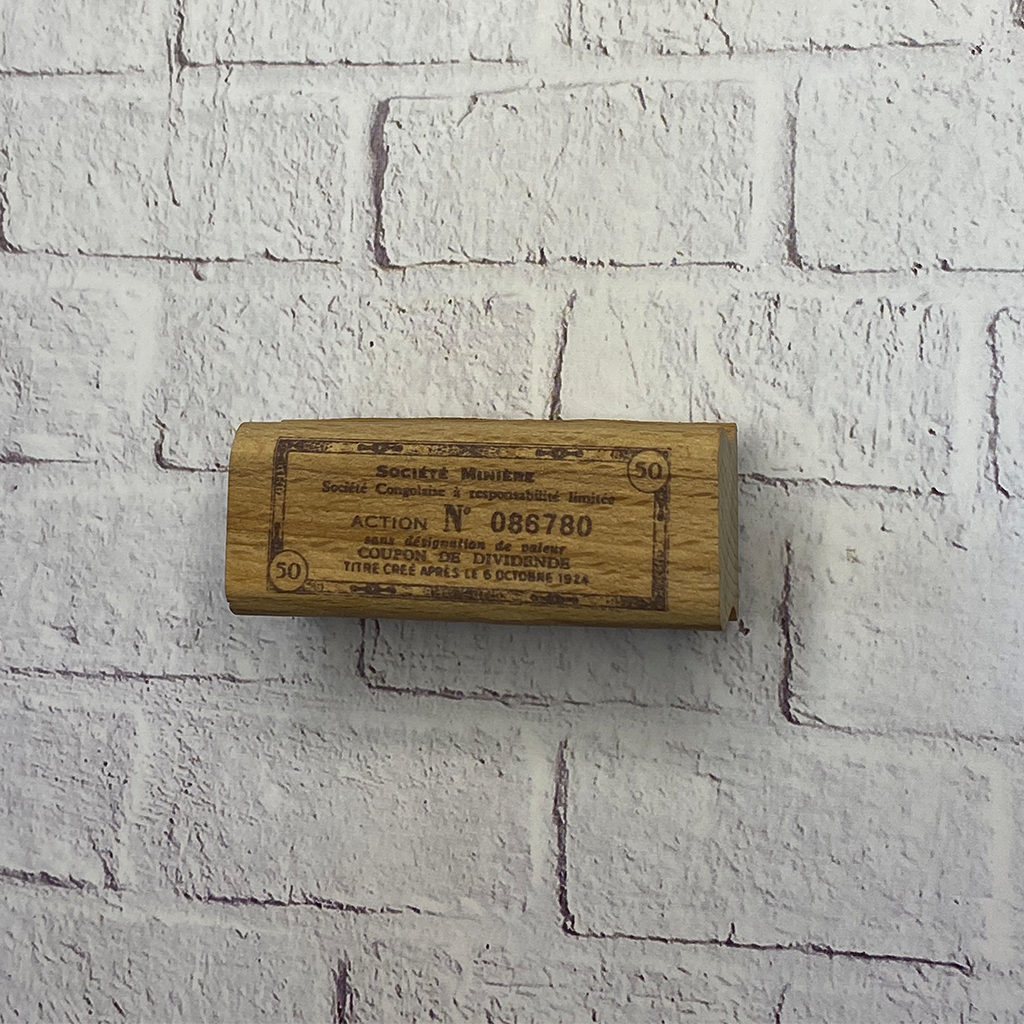 50
SOCIÉTÉ MINIÈRE
Société Congolaise à responsabilité limitée
ACTION N° 086780
sans désignation de valeur
COUPON DE DIVIDENDE
TITRE CREÉ APRÈS LE 6 OCTOBRE 1924
50